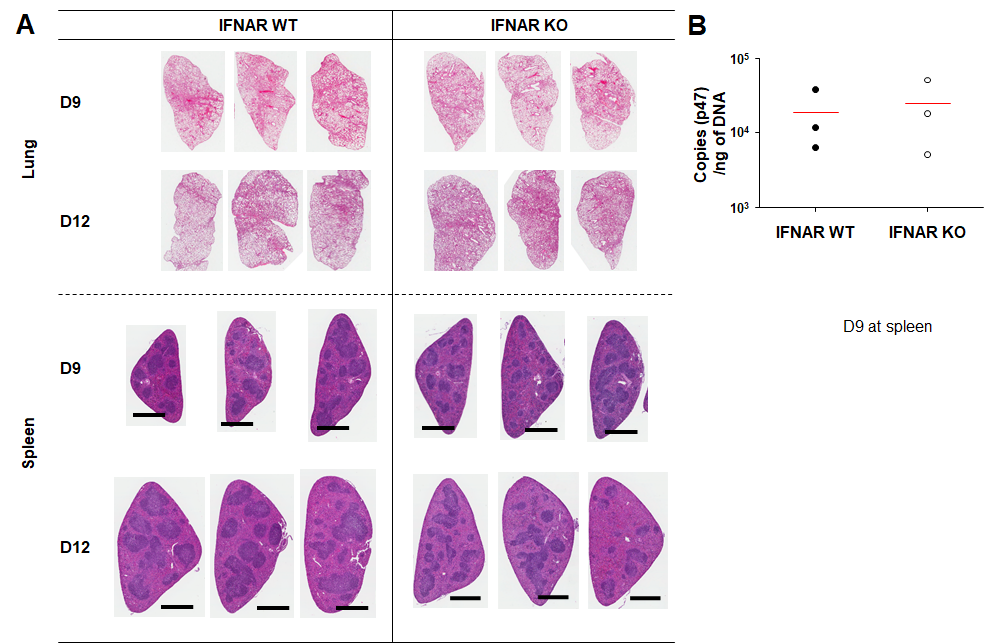 A
IFNAR WT
IFNAR KO
Lung
D9
D12
Spleen
D9
D12
B
Copies (p47)
/ng of DNA
10⁵
10⁴
10³
IFNAR WT
IFNAR KO
D9 at spleen